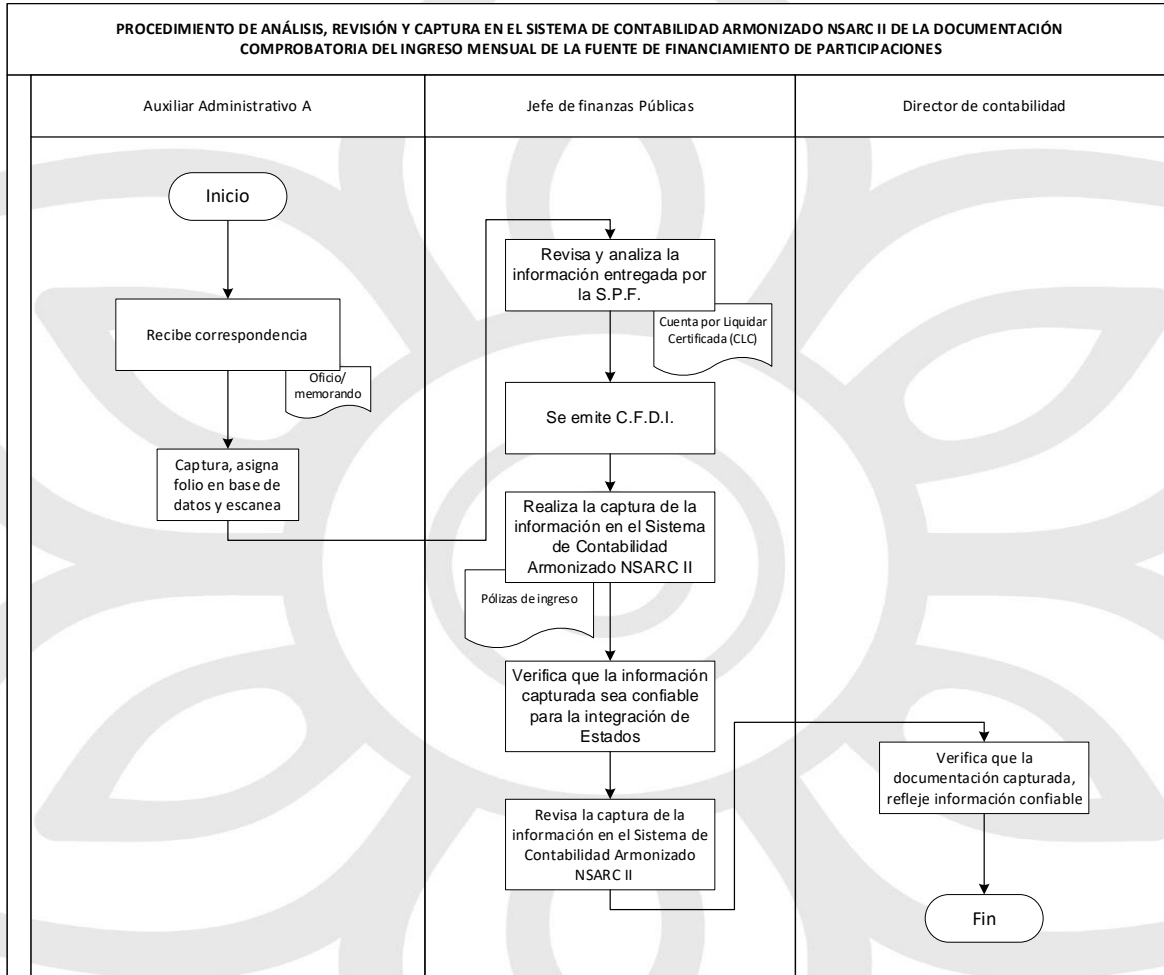 PROCEDIMIENTO DE ANÁLISIS, REVISIÓN Y CAPTURA EN EL SISTEMA DE CONTABILIDAD ARMONIZADO NSARC II DE LA DOCUMENTACIÓN
COMPROBATORIA DEL INGRESO MENSUAL DE LA FUENTE DE FINANCIAMIENTO DE PARTICIPACIONES
Auxiliar Administrativo A
Jefe de finanzas Públicas
Director de contabilidad
Inicio
Recibe correspondencia
Oficio/
memorando
Captura, asigna
folio en base de
datos y escanea
Revisa y analiza la
información entregada por
la S.P.F.
Cuenta por Liquidar
Certificada (CLC)
Se emite C.F.D.I.
Realiza la captura de la
información en el Sistema
de Contabilidad
Armonizado NSARC II
Pólizas de ingreso
Verifica que la información
capturada sea confiable
para la integración de
Estados
Revisa la captura de la
información en el Sistema de
Contabilidad Armonizado
NSARC II
Verifica que la
documentación capturada,
refleje información confiable
Fin